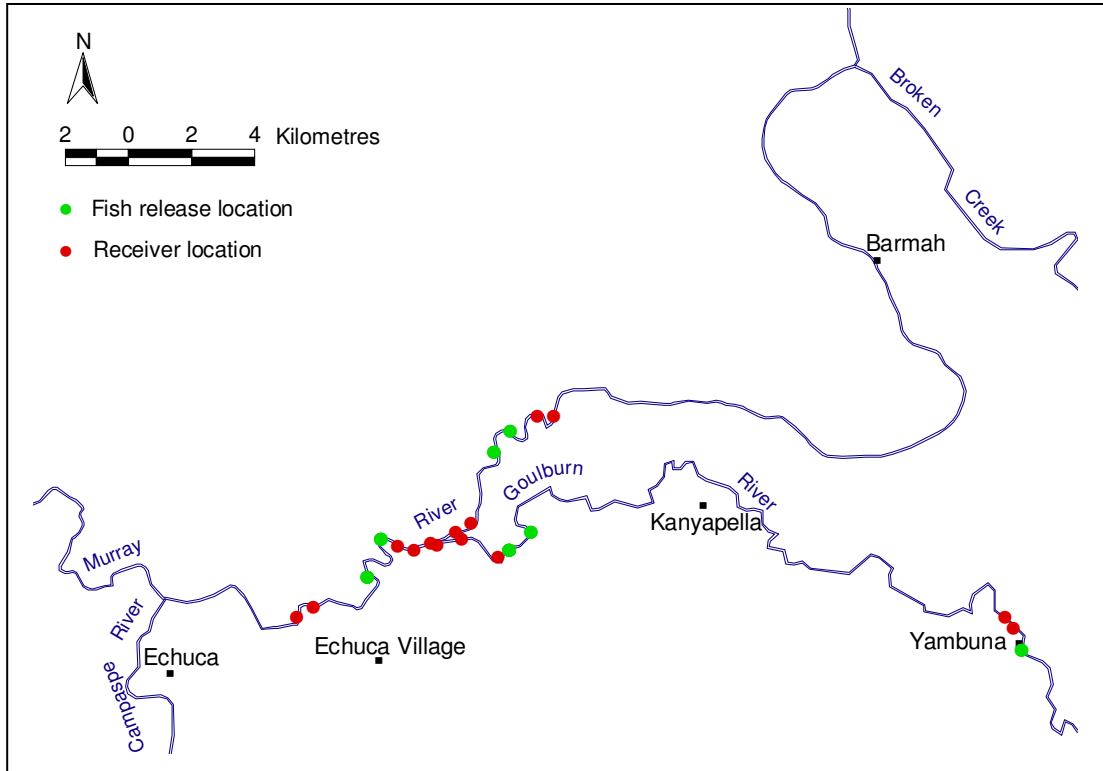 N
2 0 2 4 Kilometres
Fish release location
Receiver location
Broken
Creek
Barmah
Goulburn
River
River
Kanyapella
Murray
River
Echuca
Echuca Village
Campaspe
Yambuna